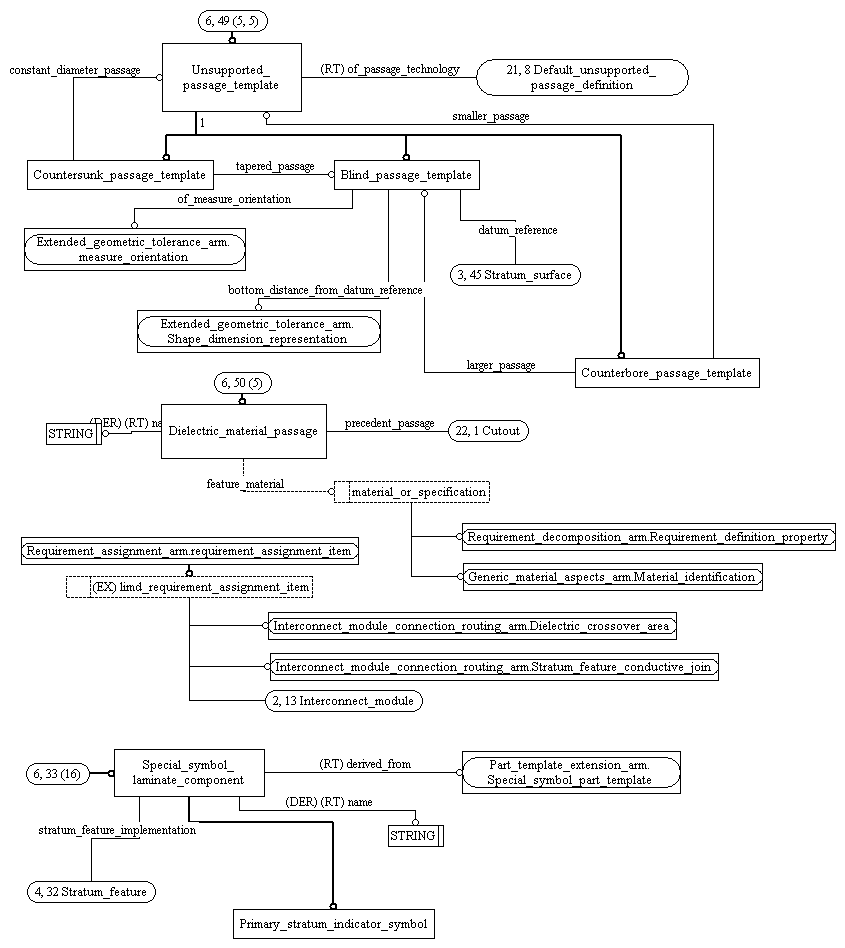 6, 49 (5, 5)
constant_diameter_passage
Unsupported_
passage_template
(RT) of_passage_technology
21, 8 Default_unsupported_
passage_definition
1
smaller_passage
Countersunk_passage_template
tapered_passage
Blind_passage_template
of_measure_orientation
Extended_geometric_tolerance_arm.
measure_orientation
datum_reference
3, 45 Stratum_surface
bottom_distance_from_datum_reference
Extended_geometric_tolerance_arm.
Shape_dimension_representation
larger_passage
Counterbore_passage_template
6, 50 (5)
(DER) (RT) na
STRING
Dielectric_material_passage
precedent_passage
22, 1 Cutout
feature_material
material_or_specification
Requirement_decomposition_arm.Requirement_definition_property
Requirement_assignment_arm.requirement_assignment_item
Generic_material_aspects_arm.Material_identification
(EX) limd_requirement_assignment_item
Interconnect_module_connection_routing_arm.Dielectric_crossover_area
Interconnect_module_connection_routing_arm.Stratum_feature_conductive_join
2, 13 Interconnect_module
6, 33 (16)
Special_symbol_
laminate_component
(RT) derived_from
Part_template_extension_arm.
Special_symbol_part_template
(DER) (RT) name
STRING
stratum_feature_implementation
4, 32 Stratum_feature
Primary_stratum_indicator_symbol